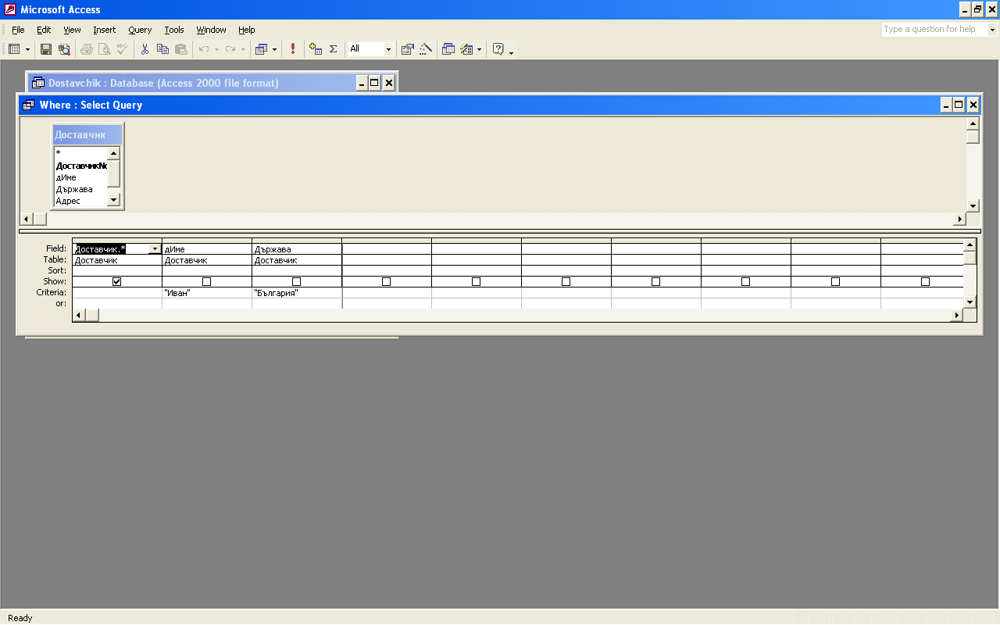 Microsoft Access
File Edit View Insert Query Tools Window Help
Type a question for help
All
Dostavchik : Database (Access 2000 file format)
Where : Select Query
Доставчик
*
Доставчик№
дИме
Държава
Адрес
Field: Доставчик.* дИме Държава
Table: Доставчик Доставчик Доставчик
Sort:
Show:
Criteria: "Иван" "България"
or:
Ready